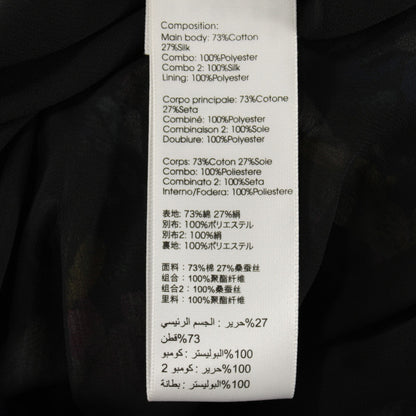 Composition:
Main body: 73%Cotton
27%Silk
Combo: 100%Polyester
Combo 2: 100%Silk
Lining: 100%Polyester
Corpo principale: 73%Cotone
27%Seta
Combiné: 100%Polyester
Combinaison 2: 100%Soie
Doublure: 100%Polyester
Corps: 73%Coton 27%Soie
Combo: 100%Poliestere
Combinato 2: 100%Seta
Interno/Fodera: 100%Poliestere
表地: 73%綿 27%絹
別布: 100%ポリエステル
別布2: 100%絹
裏地: 100%ポリエステル
面料: 73%棉 27%桑蚕丝
组合: 100%聚酯纤维
组合2: 100%桑蚕丝
里料: 100%聚酯纤维
27%حرير: الجسم الرئيسي
73%قطن
100%البوليستر: كومبو
100%حرير: كومبو 2
100%البوليستر: بطانة